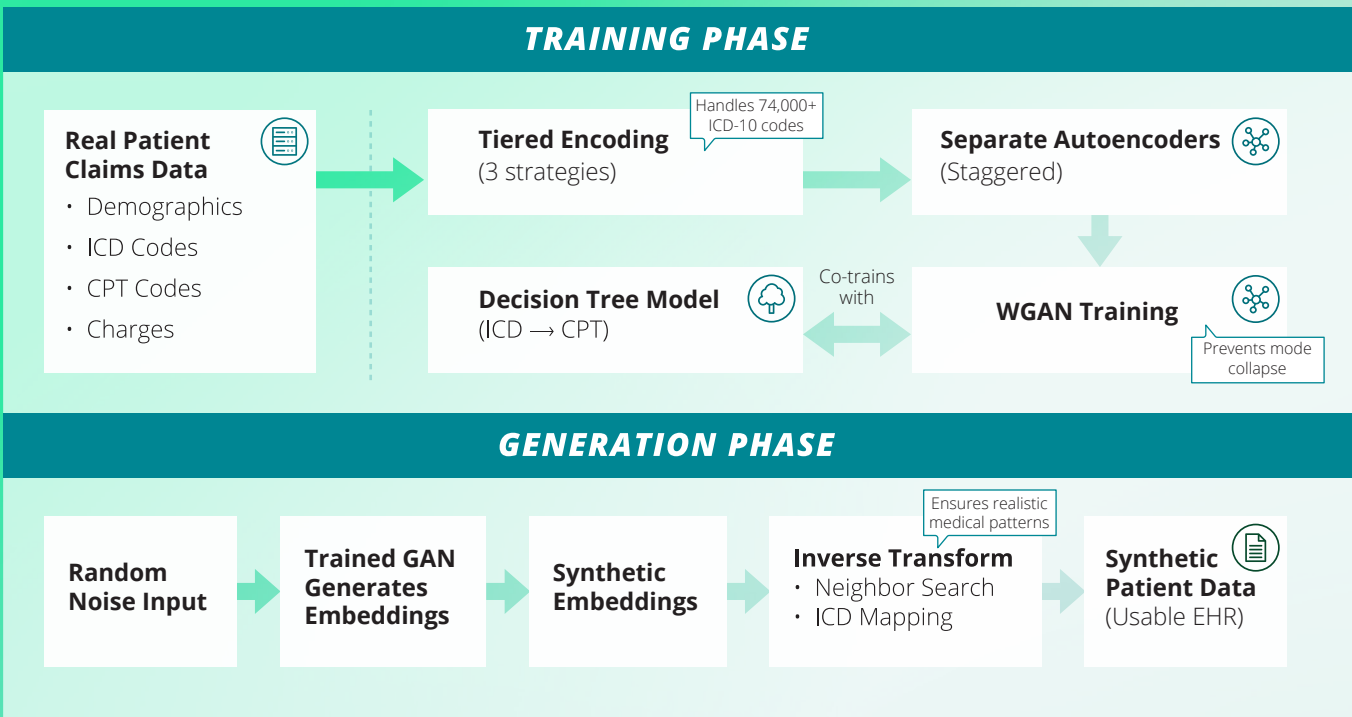 TRAINING PHASE
Real Patient
Claims Data
• Demographics
• ICD Codes
• CPT Codes
• Charges
Tiered Encoding
(3 strategies)
Handles 74,000+
ICD-10 codes
Separate Autoencoders
(Staggered)
Decision Tree Model
(ICD → CPT)
Co-trains
with
WGAN Training
Prevents mode
collapse
GENERATION PHASE
Random
Noise Input
Trained GAN
Generates
Embeddings
Synthetic
Embeddings
Ensures realistic
medical patterns
Inverse Transform
• Neighbor Search
• ICD Mapping
Synthetic
Patient Data
(Usable EHR)